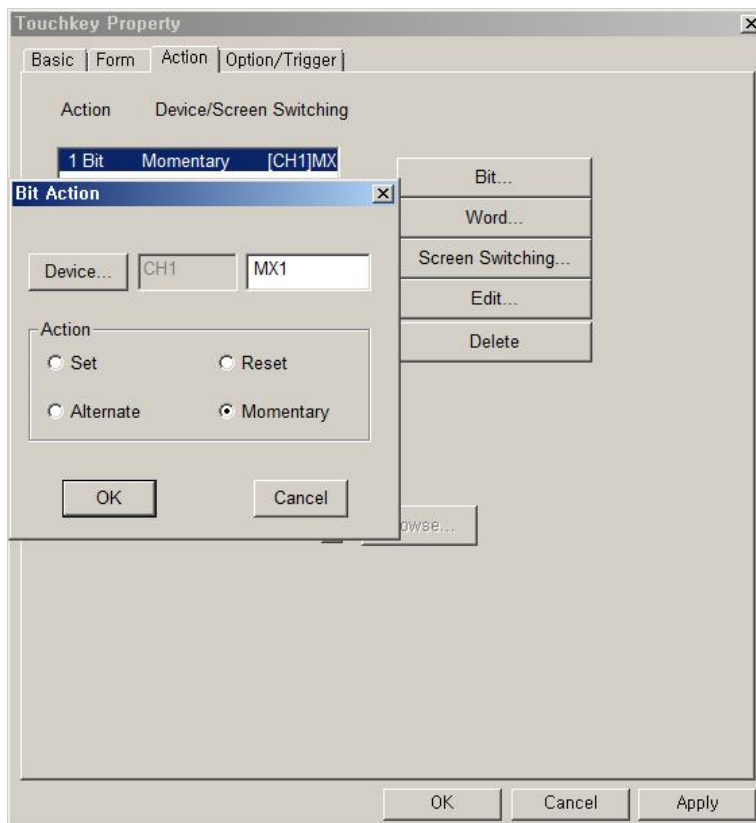 Touchkey Property
Basic Form Action Option/Trigger
Action Device/Screen Switching
1 Bit Momentary [CH1]MX
Bit...
Word...
Screen Switching...
Edit...
Delete
Bit Action
Device... CH1 MX1
Action
Set Reset
Alternate Momentary
OK Cancel
OK Cancel Apply